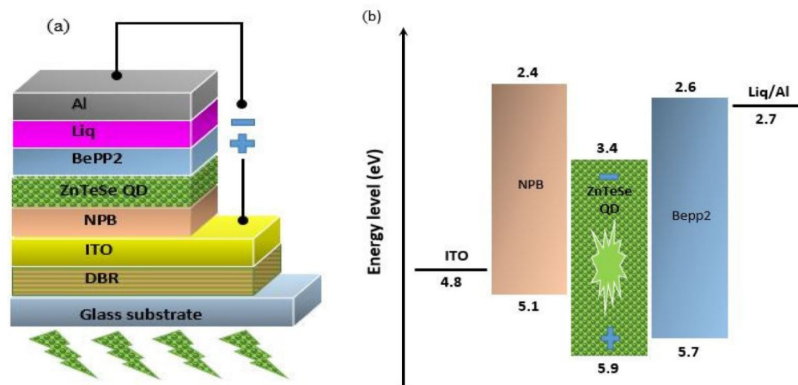 (a)
Al
Liq
BePP2
ZnTeSe QD
NPB
ITO
DBR
Glass substrate
(b)
Energy level (eV)
ITO
4.8
2.4
NPB
5.1
3.4
ZnTeSe
QD
5.9
2.6
Bepp2
5.7
Liq/Al
2.7